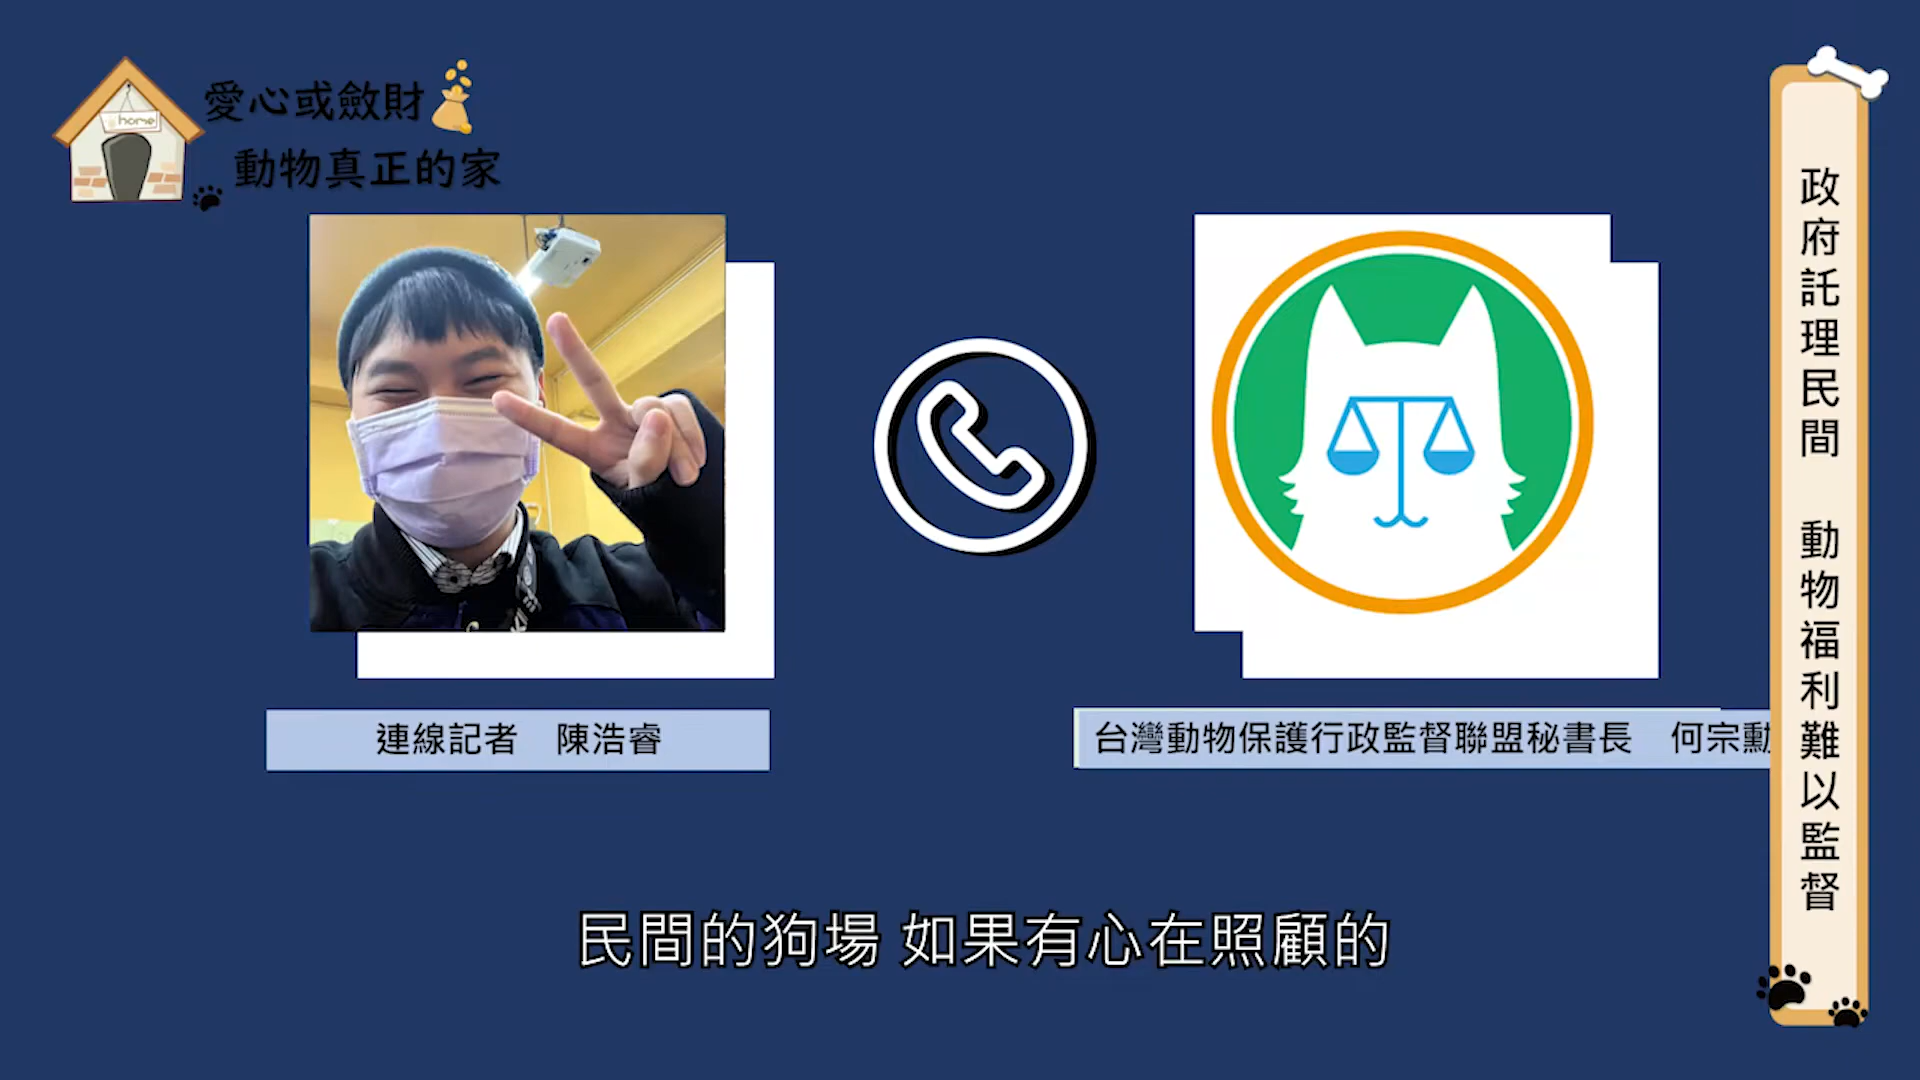 愛心或斂財
動物真正的家
home
連線記者 陳浩睿
台灣動物保護行政監督聯盟秘書長 何宗勳
政府託理民間 動物福利難以監督
民間的狗場 如果有心在照顧的